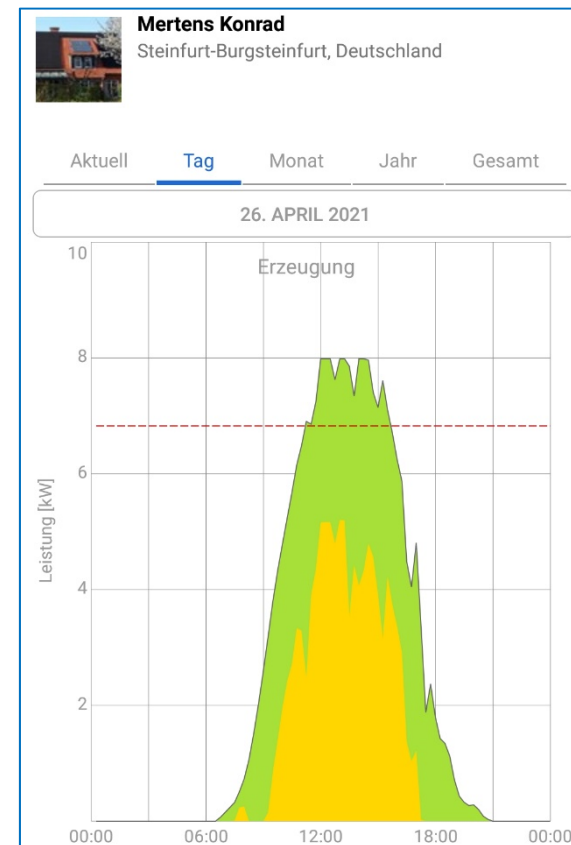 Mertens Konrad
Steinfurt-Burgsteinfurt, Deutschland
Aktuell Tag Monat Jahr Gesamt
26. APRIL 2021
Erzeugung
Leistung [kW]
10
8
6
4
2
00:00 06:00 12:00 18:00 00:00